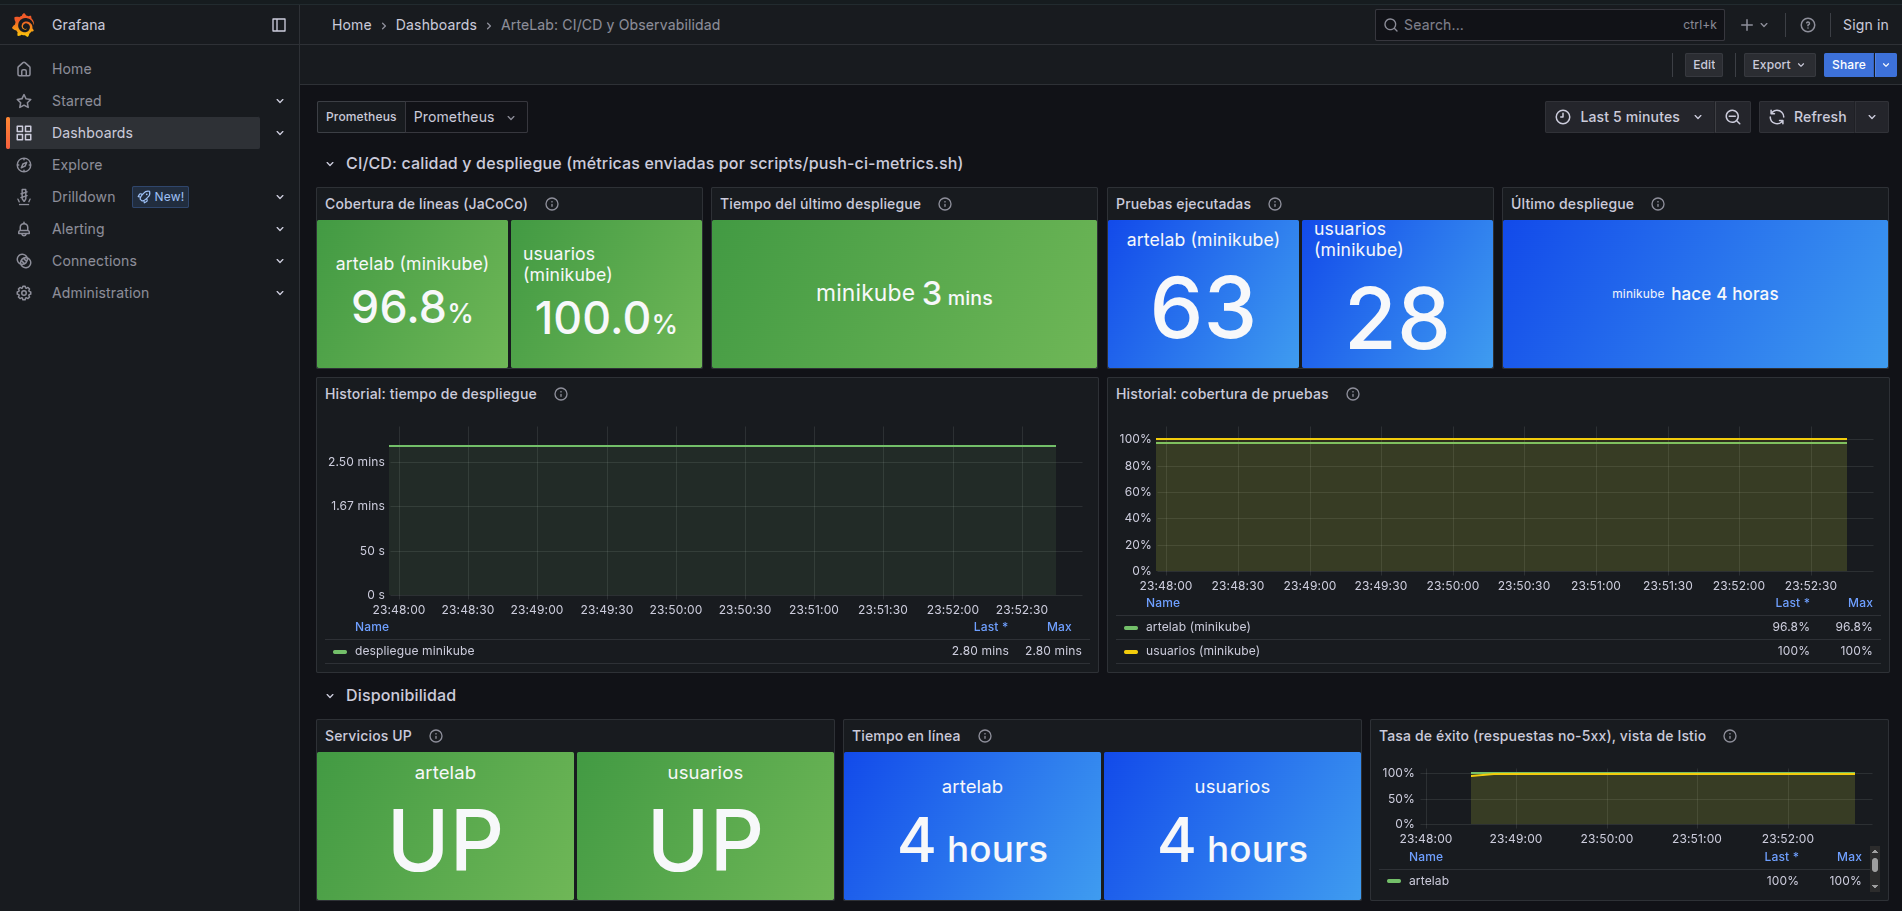 Grafana
Home › Dashboards › ArteLab: CI/CD y Observabilidad
Search...
ctrl+k
Sign in
Home
Starred
Dashboards
Explore
Drilldown
New!
Alerting
Connections
Administration
Edit
Export
Share
Prometheus
Prometheus
Last 5 minutes
Refresh
CI/CD: calidad y despliegue (métricas enviadas por scripts/push-ci-metrics.sh)
Cobertura de líneas (JaCoCo)
artelab (minikube)
96.8%
usuarios
(minikube)
100.0%
Tiempo del último despliegue
minikube 3 mins
Pruebas ejecutadas
artelab (minikube)
63
usuarios
(minikube)
28
Último despliegue
minikube hace 4 horas
Historial: tiempo de despliegue
2.50 mins
1.67 mins
50 s
0 s
23:48:00 23:48:30 23:49:00 23:49:30 23:50:00 23:50:30 23:51:00 23:51:30 23:52:00 23:52:30
Name Last * Max
despliegue minikube 2.80 mins 2.80 mins
Historial: cobertura de pruebas
100%
80%
60%
40%
20%
0%
23:48:00 23:48:30 23:49:00 23:49:30 23:50:00 23:50:30 23:51:00 23:51:30 23:52:00 23:52:30
Name Last * Max
artelab (minikube) 96.8% 96.8%
usuarios (minikube) 100% 100%
Disponibilidad
Servicios UP
artelab
UP
usuarios
UP
Tiempo en línea
artelab
4 hours
usuarios
4 hours
Tasa de éxito (respuestas no-5xx), vista de Istio
100%
50%
0%
23:48:00 23:49:00 23:50:00 23:51:00 23:52:00
Name Last * Max
artelab 100% 100%